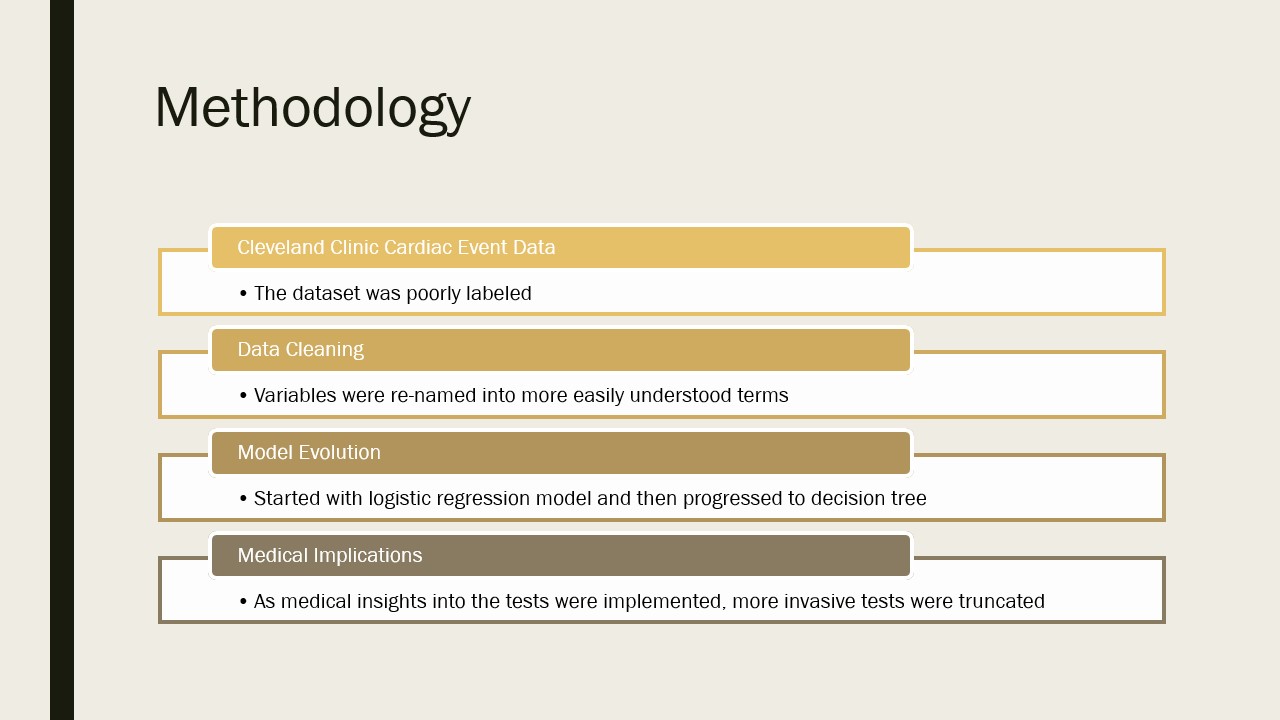 Methodology
Cleveland Clinic Cardiac Event Data
• The dataset was poorly labeled
Data Cleaning
• Variables were re-named into more easily understood terms
Model Evolution
• Started with logistic regression model and then progressed to decision tree
Medical Implications
• As medical insights into the tests were implemented, more invasive tests were truncated